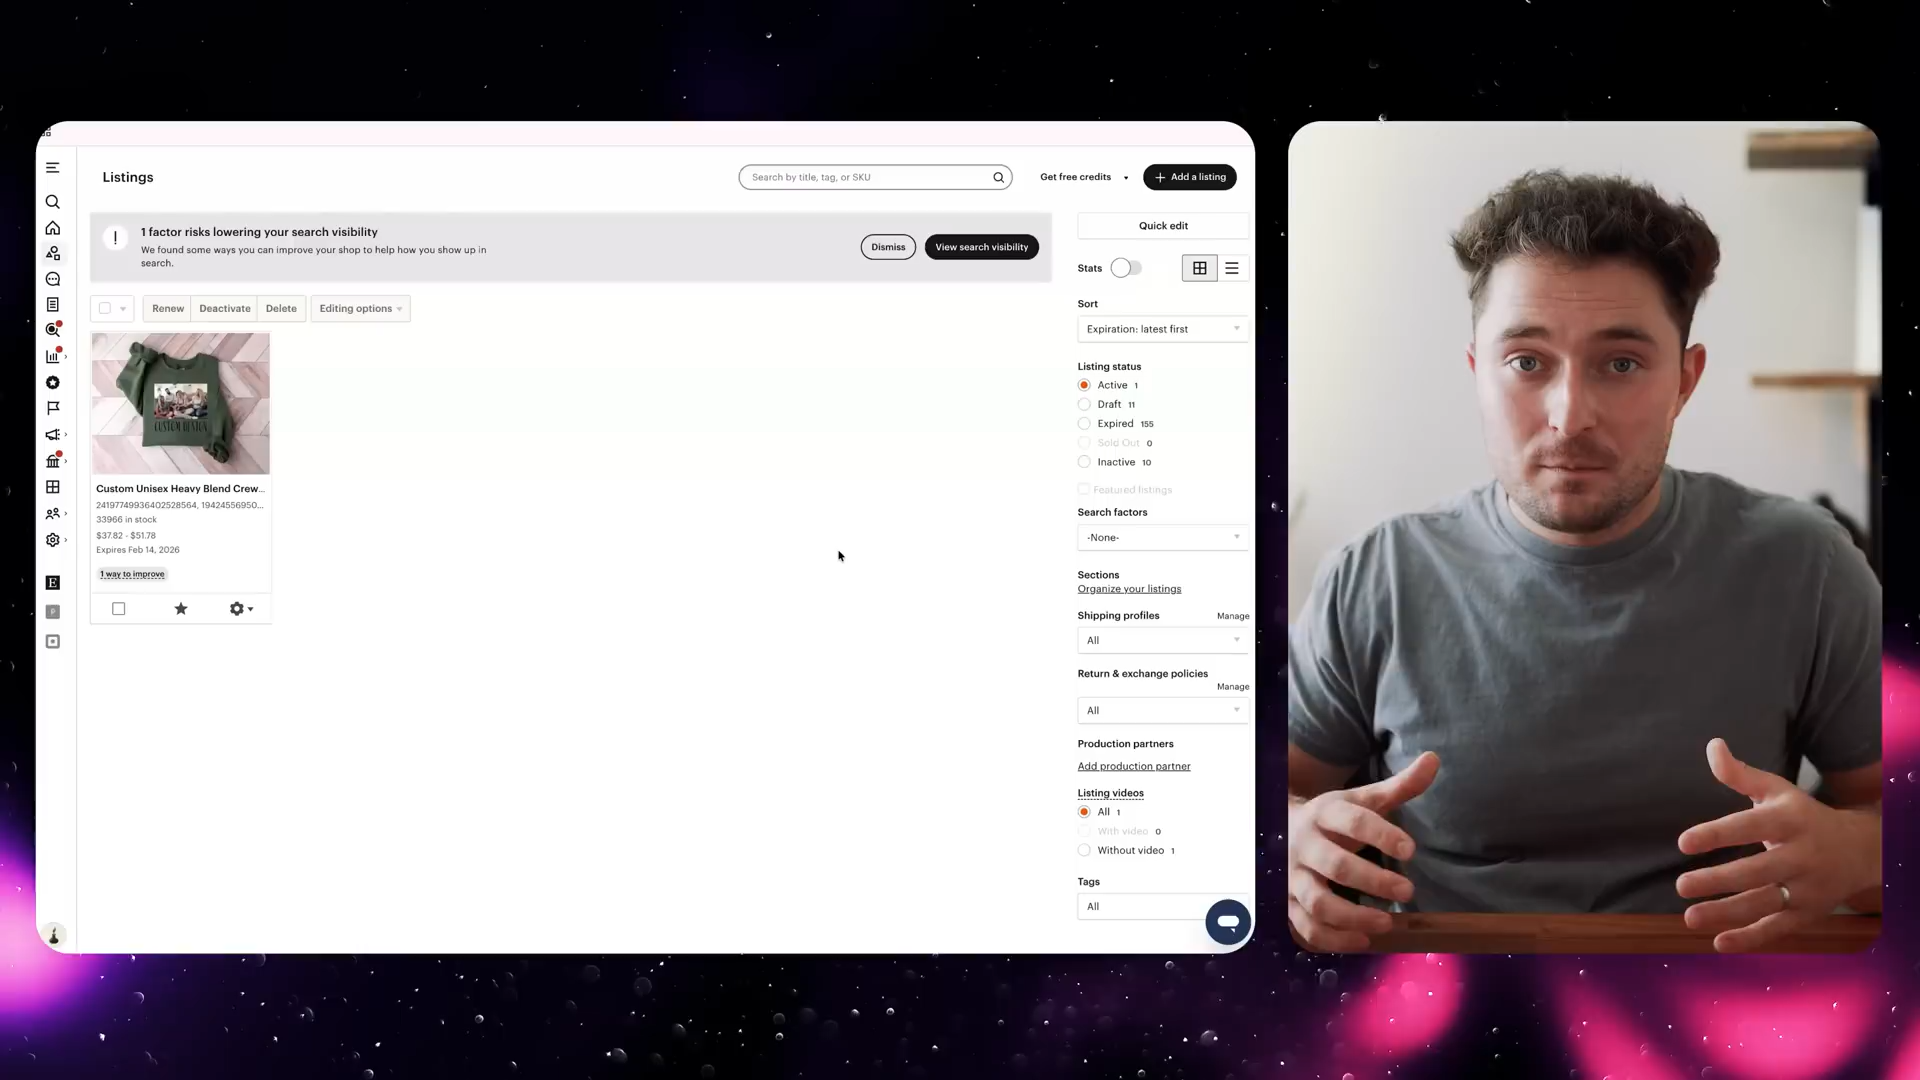 Listings
Search by title, tag, or SKU
Get free credits
Add a listing
1 factor risks lowering your search visibility
We found some ways you can improve your shop to help how you show up in
search.
Dismiss
View search visibility
Renew
Deactivate
Delete
Editing options
CUSTOM DESIGN
Custom Unisex Heavy Blend Crew...
24197749936402528564, 19424556950...
33966 in stock
$37.82 - $51.78
Expires Feb 14, 2026
1 way to improve
Quick edit
Stats
Sort
Expiration: latest first
Listing status
Active 1
Draft 11
Expired 155
Sold Out 0
Inactive 10
Featured listings
Search factors
-None-
Sections
Organize your listings
Shipping profiles Manage
All
Return & exchange policies
Manage
All
Production partners
Add production partner
Listing videos
All 1
With video 0
Without video 1
Tags
All
E
P